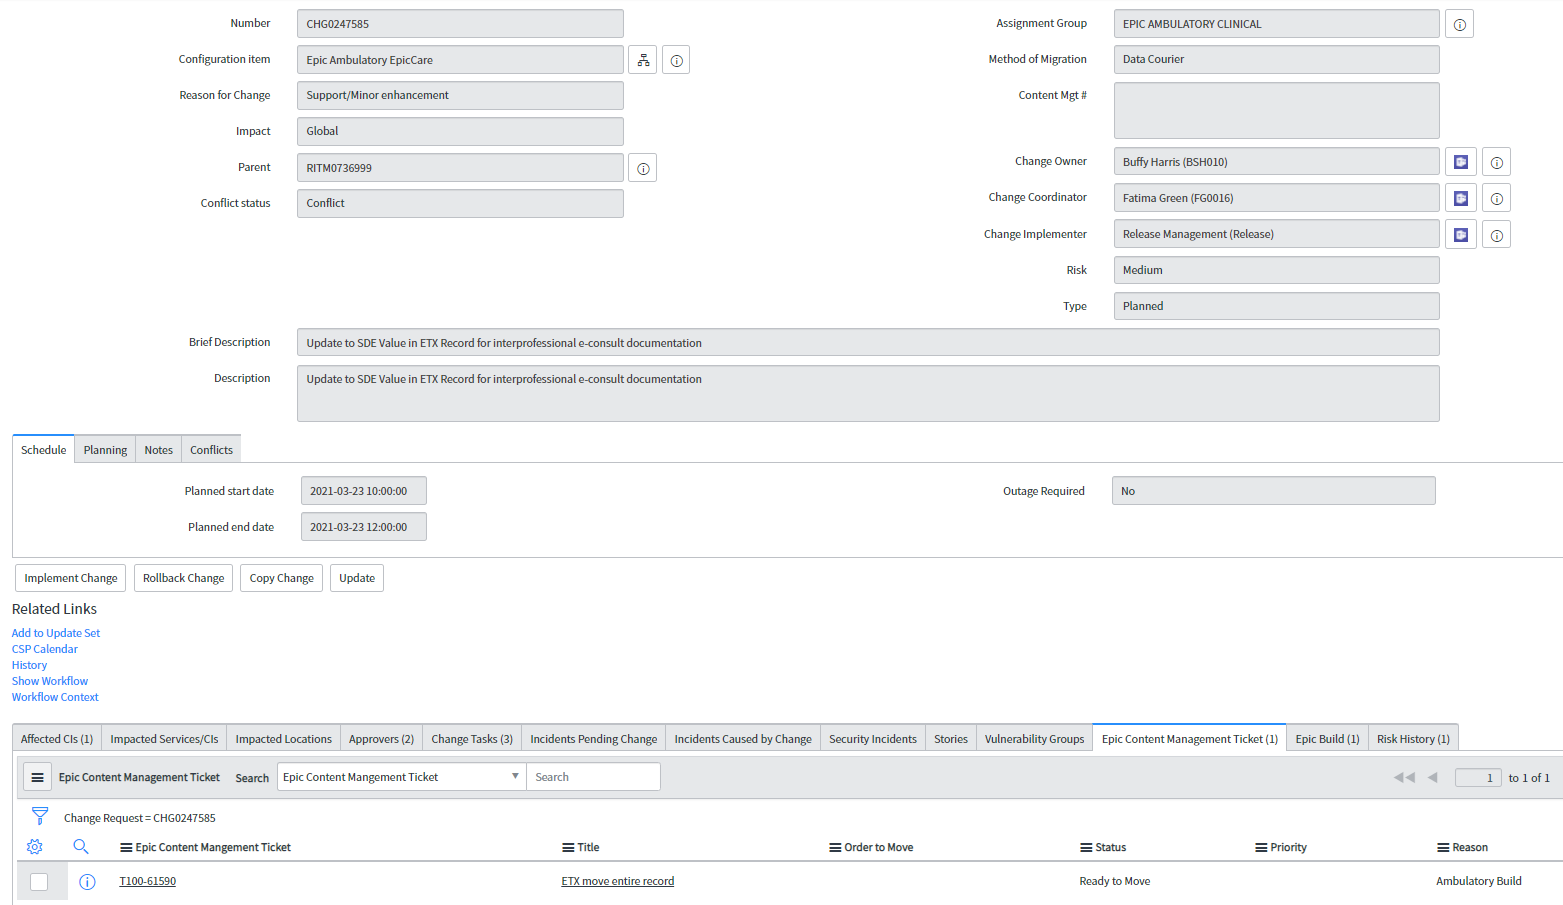 Number CHG0247585 Assignment Group EPIC AMBULATORY CLINICAL
Configuration item Epic Ambulatory EpicCare Method of Migration Data Courier
Reason for Change Support/Minor enhancement Content Mgt #
Impact Global
Parent RITM0736999 Change Owner Buffy Harris (BSH010)
Conflict status Conflict Change Coordinator Fatima Green (FG0016)
Change Implementer Release Management (Release)
Risk Medium
Type Planned
Brief Description Update to SDE Value in ETX Record for interprofessional e-consult documentation
Description Update to SDE Value in ETX Record for interprofessional e-consult documentation
Schedule Planning Notes Conflicts
Planned start date 2021-03-23 10:00:00 Outage Required No
Planned end date 2021-03-23 12:00:00
Implement Change Rollback Change Copy Change Update
Related Links
Add to Update Set
CSP Calendar
History
Show Workflow
Workflow Context
Affected CIs (1) Impacted Services/CIs Impacted Locations Approvers (2) Change Tasks (3) Incidents Pending Change Incidents Caused by Change Security Incidents Stories Vulnerability Groups Epic Content Management Ticket (1) Epic Build (1) Risk History (1)
Epic Content Management Ticket Search Epic Content Mangement Ticket Search 1 to 1 of 1
Change Request = CHG0247585
Epic Content Mangement Ticket Title Order to Move Status Priority Reason
T100-61590 ETX move entire record Ready to Move Ambulatory Build